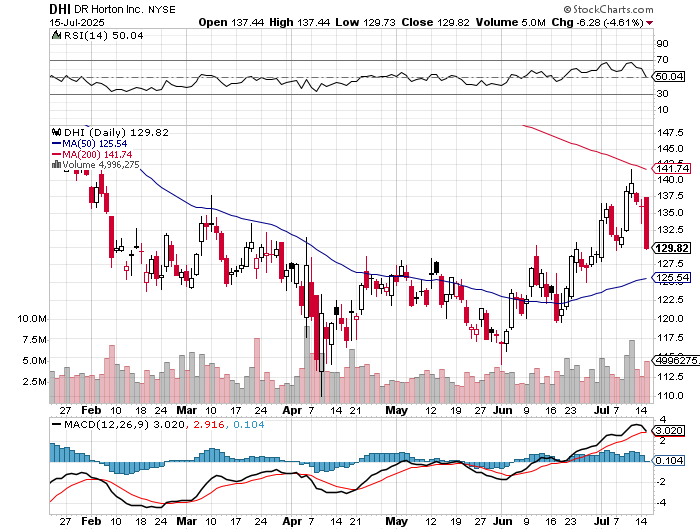 DHI DR Horton Inc. NYSE © StockCharts.com
15-Jul-2025 Open 137.44 High 137.44 Low 129.73 Close 129.82 Volume 5.0M Chg -6.28 (-4.61%)
RSI(14) 50.04
90
70
50.04
30
10
DHI (Daily) 129.82
MA(50) 125.54
MA(200) 141.74
Volume 4,996,275
147.5
145.0
141.74
140.0
137.5
135.0
132.5
129.82
127.5
125.54
122.5
120.0
117.5
112.5
110.0
4996275
10.0M
7.5M
5.0M
2.5M
27 Feb 10 18 24 Mar 10 17 24 Apr 7 14 21 May 12 19 27 Jun 9 16 23 Jul 7 14
MACD(12,26,9) 3.020, 2.916, 0.104
4
3.020
0.104
-2
-4
27 Feb 10 18 24 Mar 10 17 24 Apr 7 14 21 May 12 19 27 Jun 9 16 23 Jul 7 14